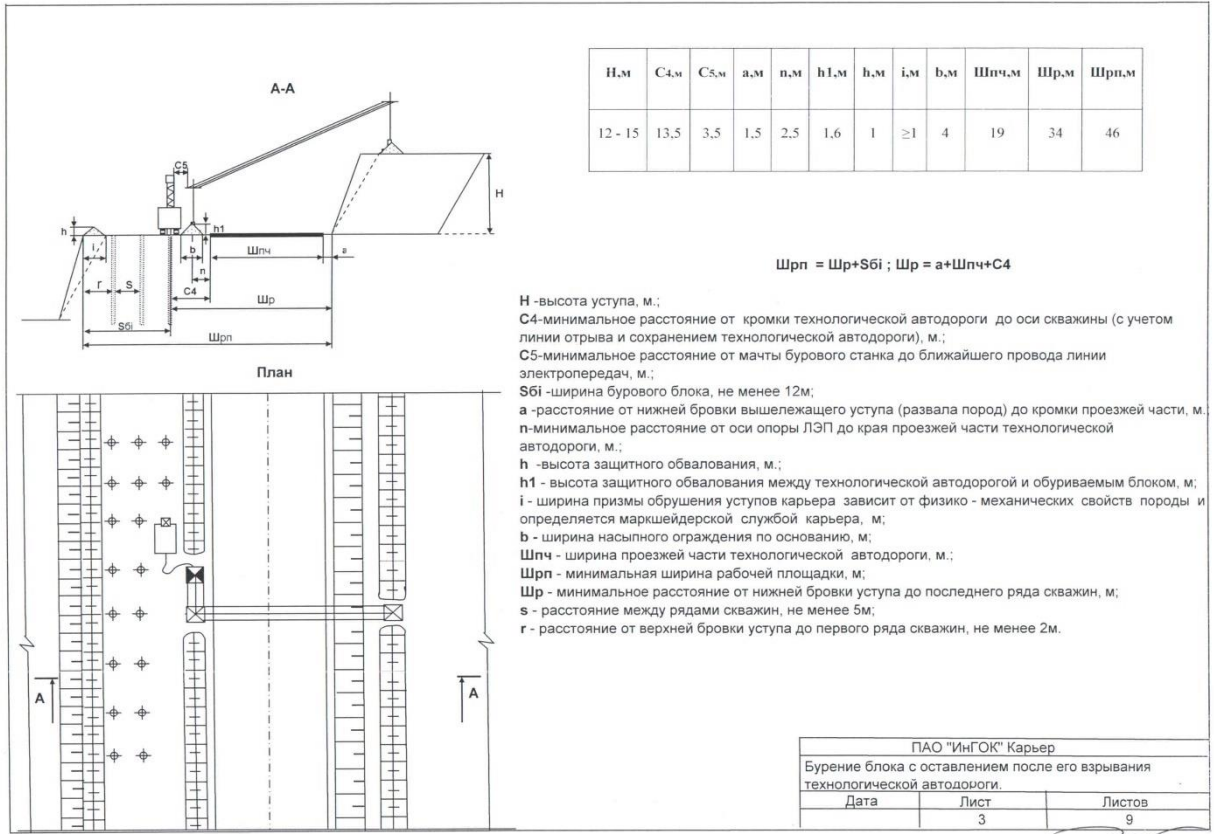 А-А
С5
Н
h
h1
i
b
Шпч
а
n
r
s
С4
Шр
Sбi
Шрп
План
А
А
Н,м С4,м С5,м а,м n,м h1,м h,м i,м b,м Шпч,м Шр,м Шрп,м
12 - 15 13,5 3,5 1,5 2,5 1,6 1 ≥1 4 19 34 46
Шрп = Шр+Sбi ; Шр = а+Шпч+С4
Н -высота уступа, м.;
С4-минимальное расстояние от кромки технологической автодороги до оси скважины (с учетом
линии отрыва и сохранением технологической автодороги), м.;
С5-минимальное расстояние от мачты бурового станка до ближайшего провода линии
электропередач, м.;
Sбi -ширина бурового блока, не менее 12м;
а -расстояние от нижней бровки вышележащего уступа (развала пород) до кромки проезжей части, м.
n-минимальное расстояние от оси опоры ЛЭП до края проезжей части технологической
автодороги, м.;
h -высота защитного обвалования, м.;
h1 - высота защитного обвалования между технологической автодорогой и обуриваемым блоком, м;
i - ширина призмы обрушения уступов карьера зависит от физико - механических свойств породы и
определяется маркшейдерской службой карьера, м;
b - ширина насыпного ограждения по основанию, м;
Шпч - ширина проезжей части технологической автодороги, м.;
Шрп - минимальная ширина рабочей площадки, м;
Шр - минимальное расстояние от нижней бровки уступа до последнего ряда скважин, м;
s - расстояние между рядами скважин, не менее 5м;
r - расстояние от верхней бровки уступа до первого ряда скважин, не менее 2м.
ПАО "ИнГОК" Карьер
Бурение блока с оставлением после его взрывания
технологической автодороги.
Дата Лист Листов
3 9